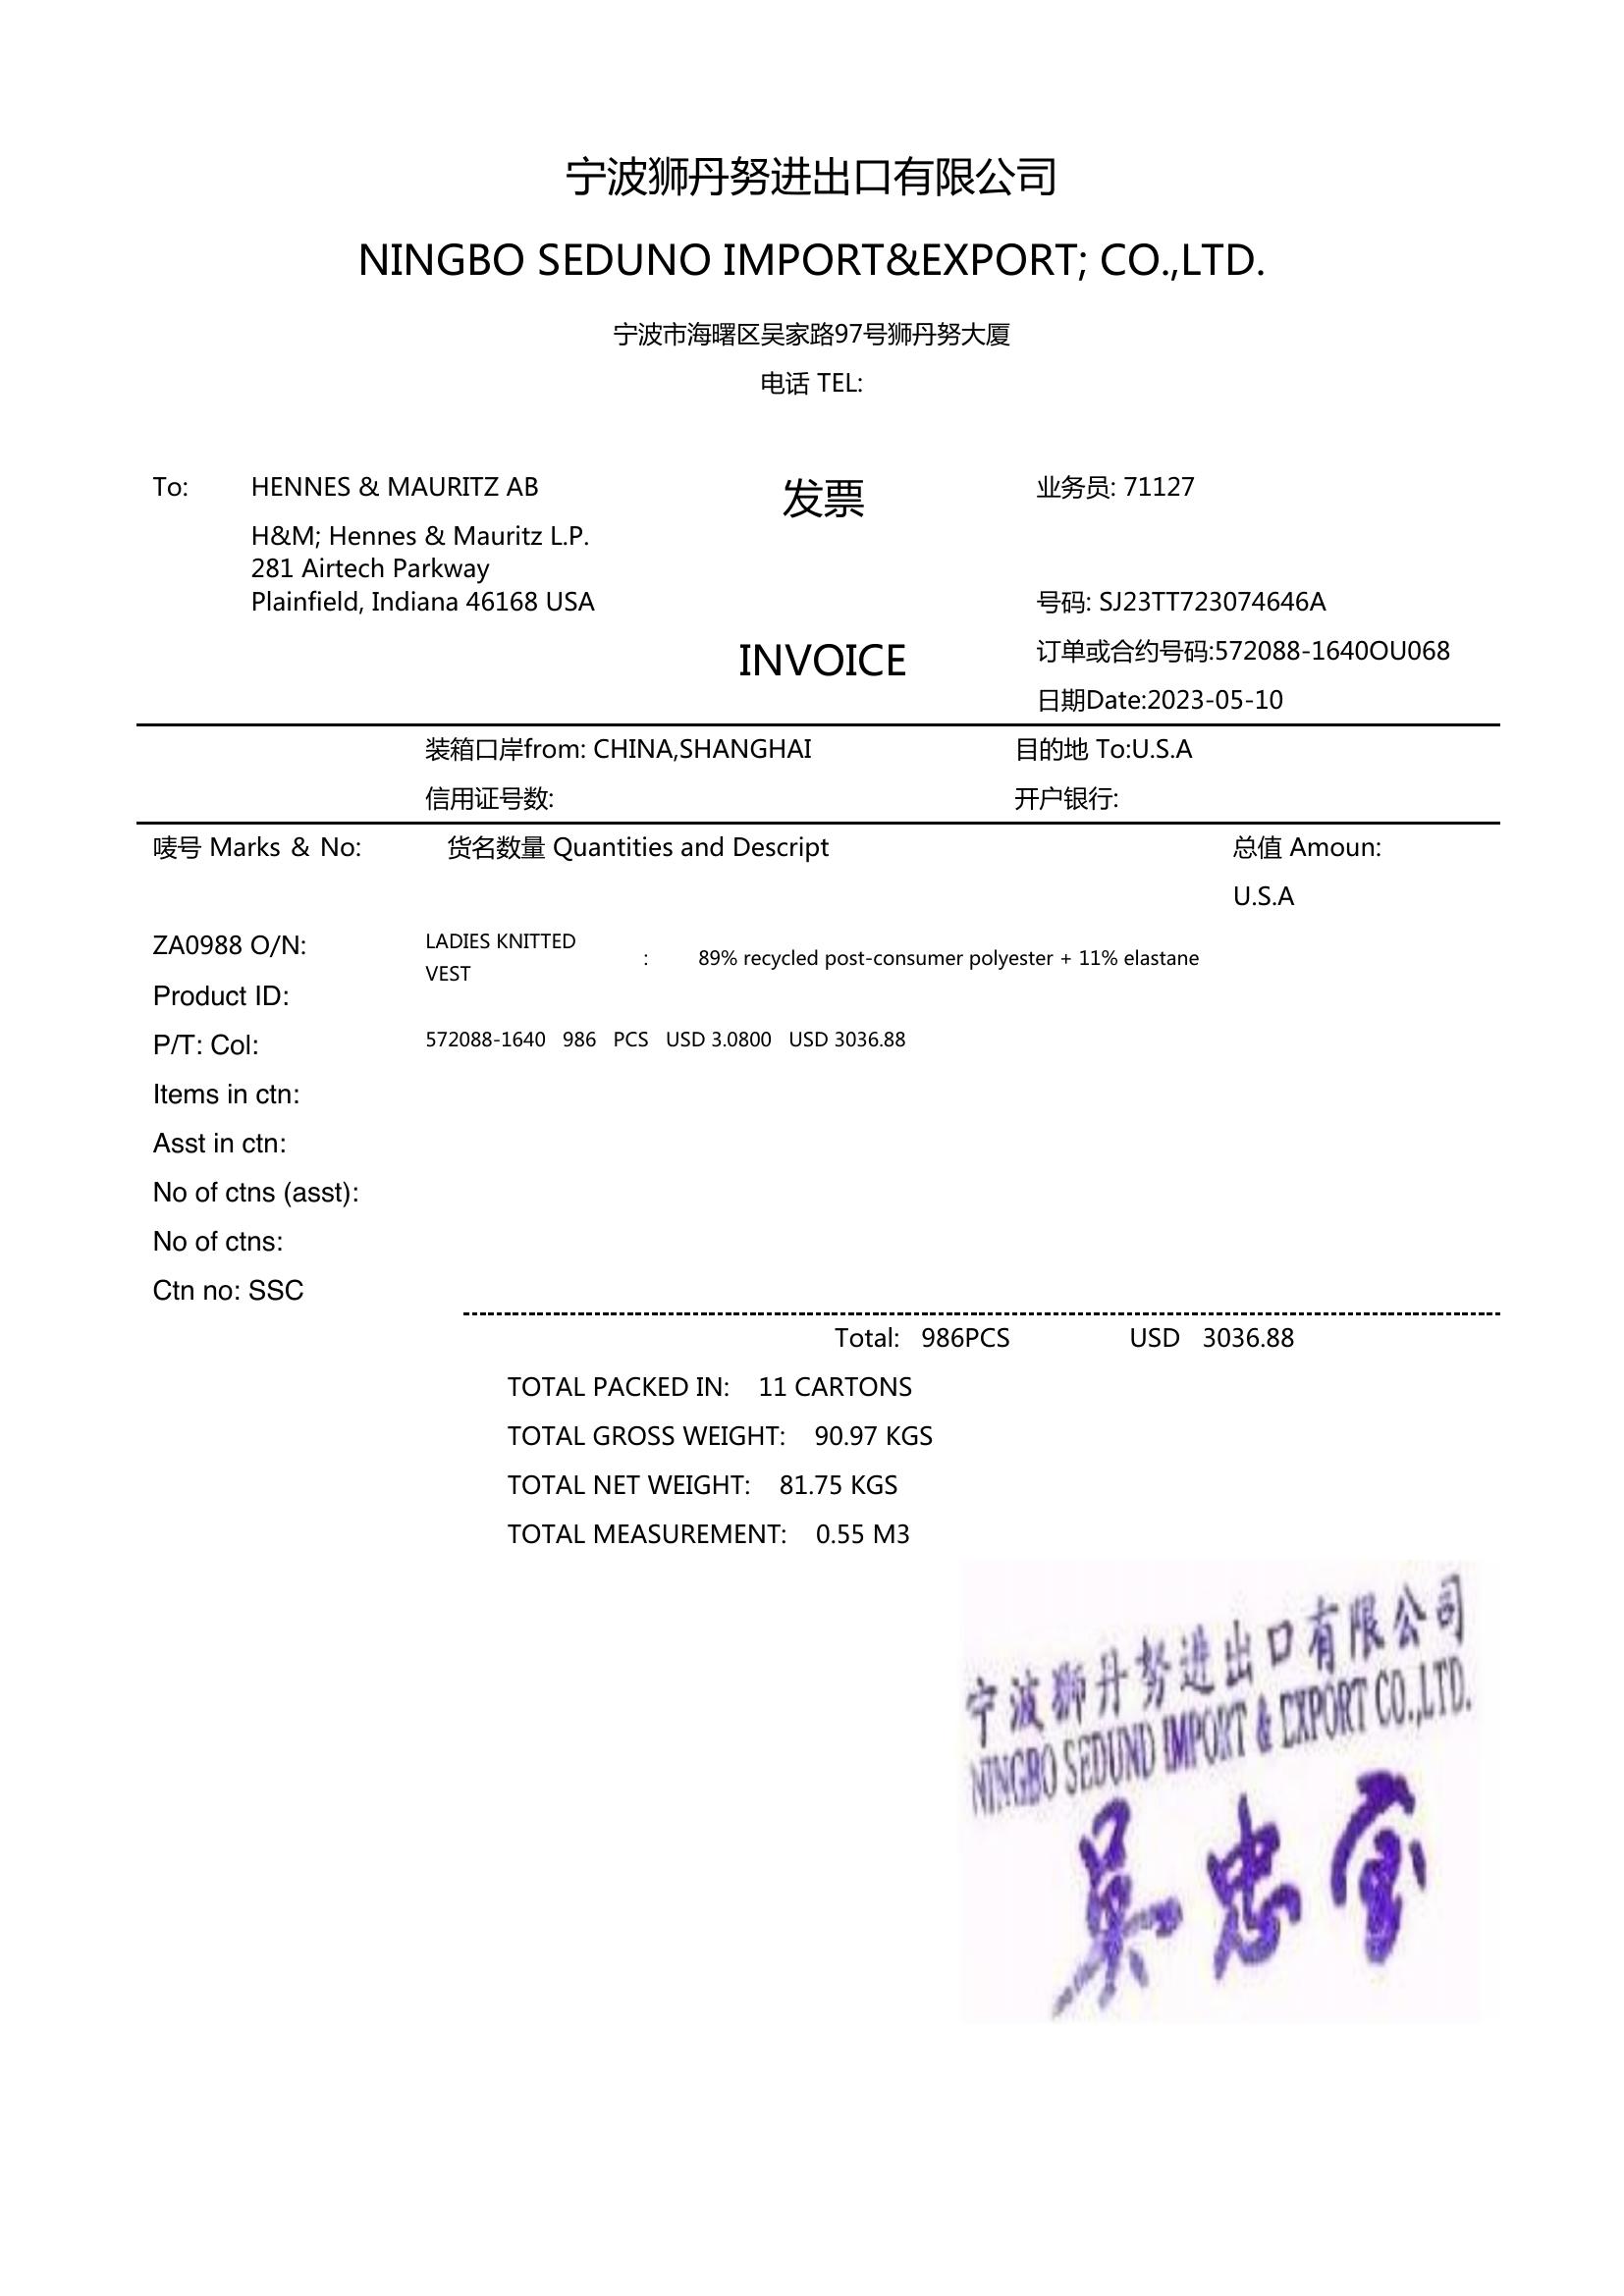 宁波狮丹努进出口有限公司
NINGBO SEDUNO IMPORT&EXPORT; CO.,LTD.
宁波市海曙区吴家路97号狮丹努大厦
电话 TEL:
To: HENNES & MAURITZ AB
H&M; Hennes & Mauritz L.P.
281 Airtech Parkway
Plainfield, Indiana 46168 USA
发票
INVOICE
业务员: 71127
号码: SJ23TT723074646A
订单或合约号码:572088-1640OU068
日期Date:2023-05-10
装箱口岸from: CHINA,SHANGHAI 目的地 To:U.S.A
信用证号数: 开户银行:
唛号 Marks & No: 货名数量 Quantities and Descript 总值 Amoun:
U.S.A
ZA0988 O/N:
Product ID:
P/T: Col:
Items in ctn:
Asst in ctn:
No of ctns (asst):
No of ctns:
Ctn no: SSC
LADIES KNITTED
VEST
: 89% recycled post-consumer polyester + 11% elastane
572088-1640 986 PCS USD 3.0800 USD 3036.88
Total: 986PCS USD 3036.88
TOTAL PACKED IN: 11 CARTONS
TOTAL GROSS WEIGHT: 90.97 KGS
TOTAL NET WEIGHT: 81.75 KGS
TOTAL MEASUREMENT: 0.55 M3
宁波狮丹努进出口有限公司
NINGBO SEDUNO IMPORT & EXPORT CO.,LTD.
吴忠宝